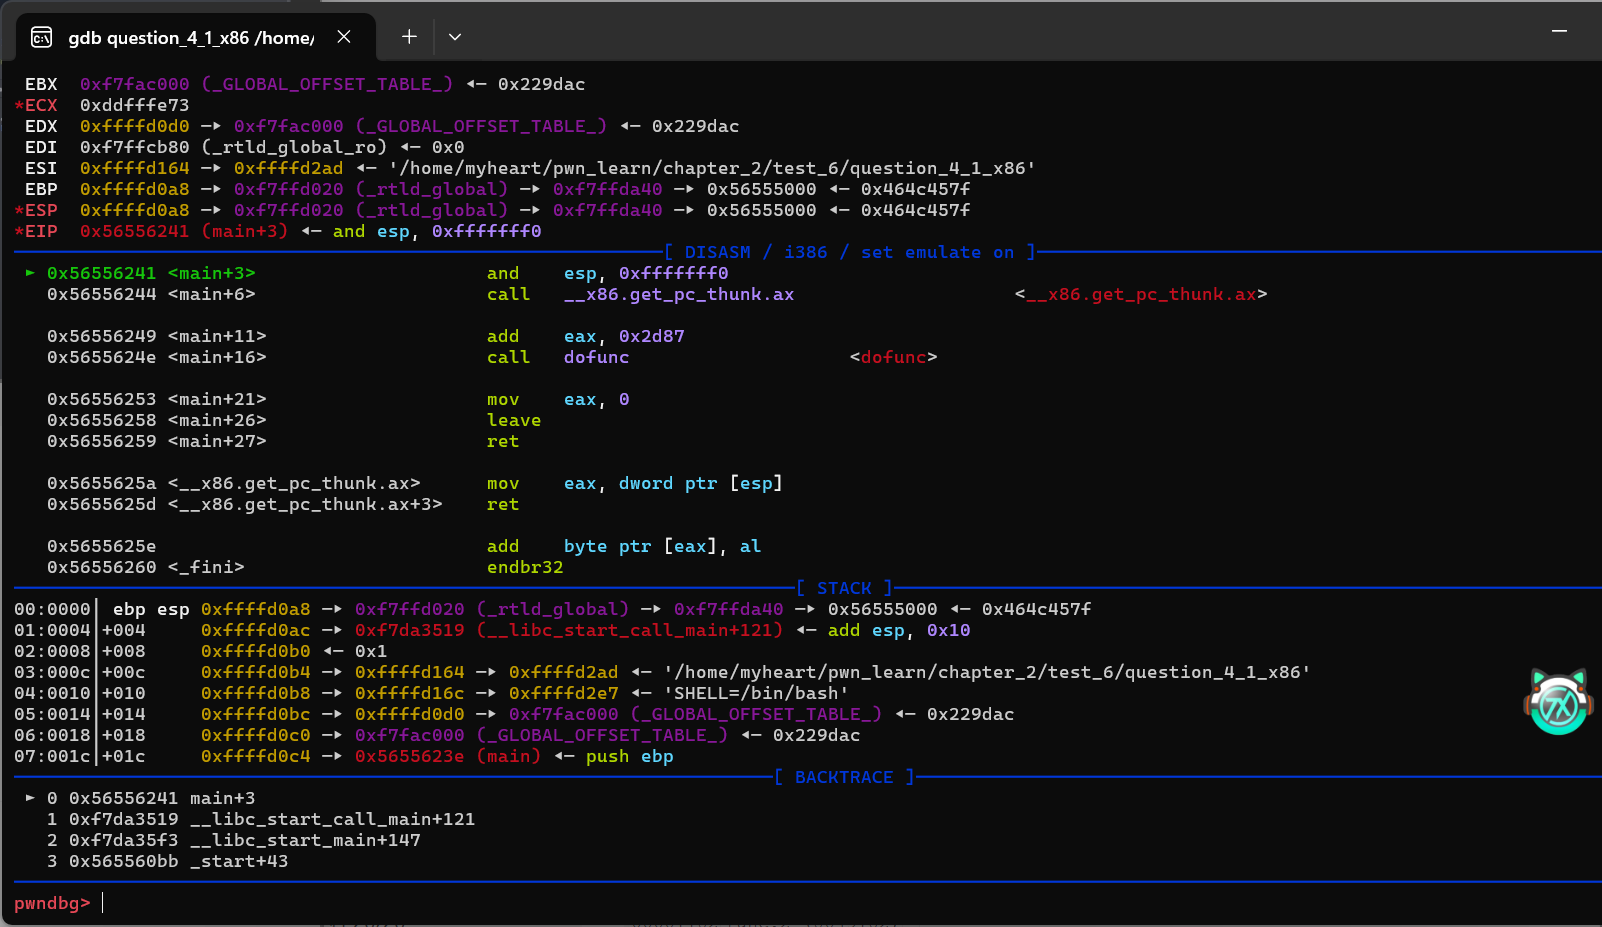 gdb question_4_1_x86 /home/
EBX 0xf7fac000 (_GLOBAL_OFFSET_TABLE_) ◂— 0x229dac
*ECX 0xddfffe73
EDX 0xffffd0d0 —▸ 0xf7fac000 (_GLOBAL_OFFSET_TABLE_) ◂— 0x229dac
EDI 0xf7ffcb80 (_rtld_global_ro) ◂— 0x0
ESI 0xffffd164 —▸ 0xffffd2ad ◂— '/home/myheart/pwn_learn/chapter_2/test_6/question_4_1_x86'
EBP 0xffffd0a8 —▸ 0xf7ffd020 (_rtld_global) —▸ 0xf7ffda40 —▸ 0x56555000 ◂— 0x464c457f
*ESP 0xffffd0a8 —▸ 0xf7ffd020 (_rtld_global) —▸ 0xf7ffda40 —▸ 0x56555000 ◂— 0x464c457f
*EIP 0x56556241 (main+3) ◂— and esp, 0xfffffff0
[ DISASM / i386 / set emulate on ]
► 0x56556241 <main+3> and esp, 0xfffffff0
0x56556244 <main+6> call __x86.get_pc_thunk.ax <__x86.get_pc_thunk.ax>
0x56556249 <main+11> add eax, 0x2d87
0x5655624e <main+16> call dofunc <dofunc>
0x56556253 <main+21> mov eax, 0
0x56556258 <main+26> leave
0x56556259 <main+27> ret
0x5655625a <__x86.get_pc_thunk.ax> mov eax, dword ptr [esp]
0x5655625d <__x86.get_pc_thunk.ax+3> ret
0x5655625e add byte ptr [eax], al
0x56556260 <_fini> endbr32
[ STACK ]
00:0000│ ebp esp 0xffffd0a8 —▸ 0xf7ffd020 (_rtld_global) —▸ 0xf7ffda40 —▸ 0x56555000 ◂— 0x464c457f
01:0004│+004 0xffffd0ac —▸ 0xf7da3519 (__libc_start_call_main+121) ◂— add esp, 0x10
02:0008│+008 0xffffd0b0 ◂— 0x1
03:000c│+00c 0xffffd0b4 —▸ 0xffffd164 —▸ 0xffffd2ad ◂— '/home/myheart/pwn_learn/chapter_2/test_6/question_4_1_x86'
04:0010│+010 0xffffd0b8 —▸ 0xffffd16c —▸ 0xffffd2e7 ◂— 'SHELL=/bin/bash'
05:0014│+014 0xffffd0bc —▸ 0xffffd0d0 —▸ 0xf7fac000 (_GLOBAL_OFFSET_TABLE_) ◂— 0x229dac
06:0018│+018 0xffffd0c0 —▸ 0xf7fac000 (_GLOBAL_OFFSET_TABLE_) ◂— 0x229dac
07:001c│+01c 0xffffd0c4 —▸ 0x5655623e (main) ◂— push ebp
[ BACKTRACE ]
► 0 0x56556241 main+3
1 0xf7da3519 __libc_start_call_main+121
2 0xf7da35f3 __libc_start_main+147
3 0x565560bb _start+43
pwndbg>